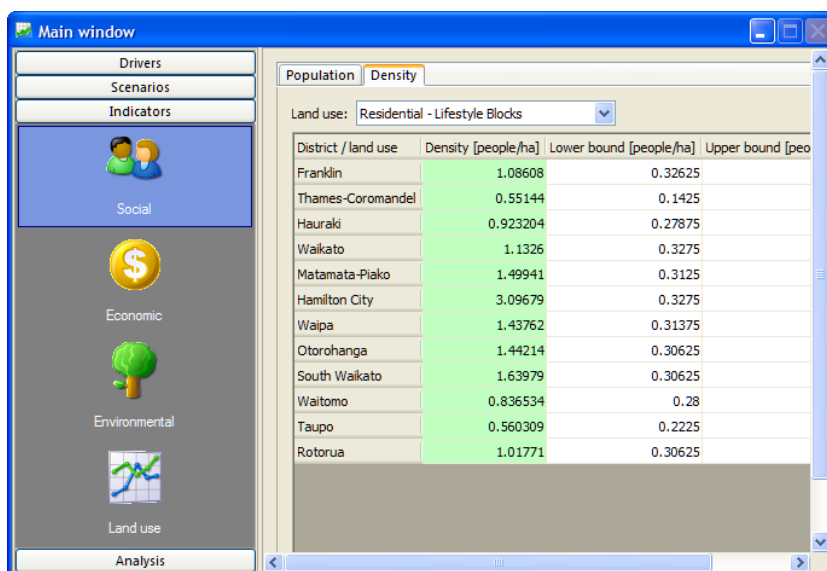 Main window
Drivers
Scenarios
Indicators
Social
$
Economic
Environmental
Land use
Analysis
Population Density
Land use: Residential - Lifestyle Blocks
District / land use Density [people/ha] Lower bound [people/ha] Upper bound [peo
Franklin 1.08608 0.32625
Thames-Coromandel 0.55144 0.1425
Hauraki 0.923204 0.27875
Waikato 1.1326 0.3275
Matamata-Piako 1.49941 0.3125
Hamilton City 3.09679 0.3275
Waipa 1.43762 0.31375
Otorohanga 1.44214 0.30625
South Waikato 1.63979 0.30625
Waitomo 0.836534 0.28
Taupo 0.560309 0.2225
Rotorua 1.01771 0.30625